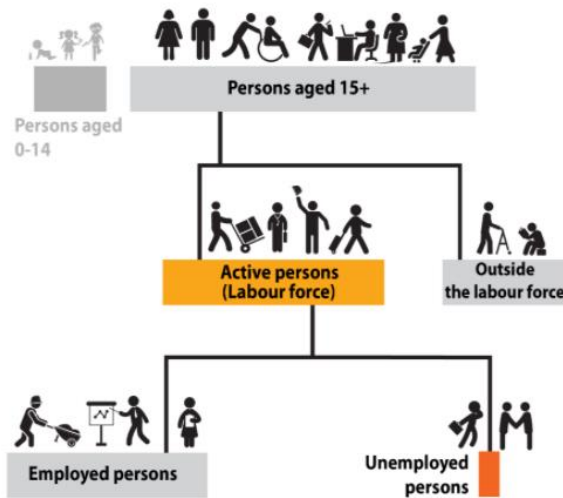 Persons aged 15+
Persons aged
0-14
Active persons
(Labour force)
Outside
the labour force
Employed persons
Unemployed
persons